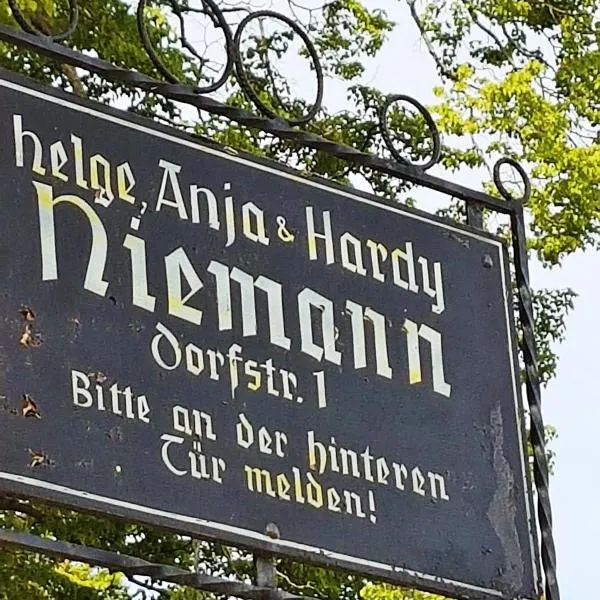 Helge, Anja & Hardy
Niemann
Dorfstr. 1
Bitte an der hinteren
Tür melden!